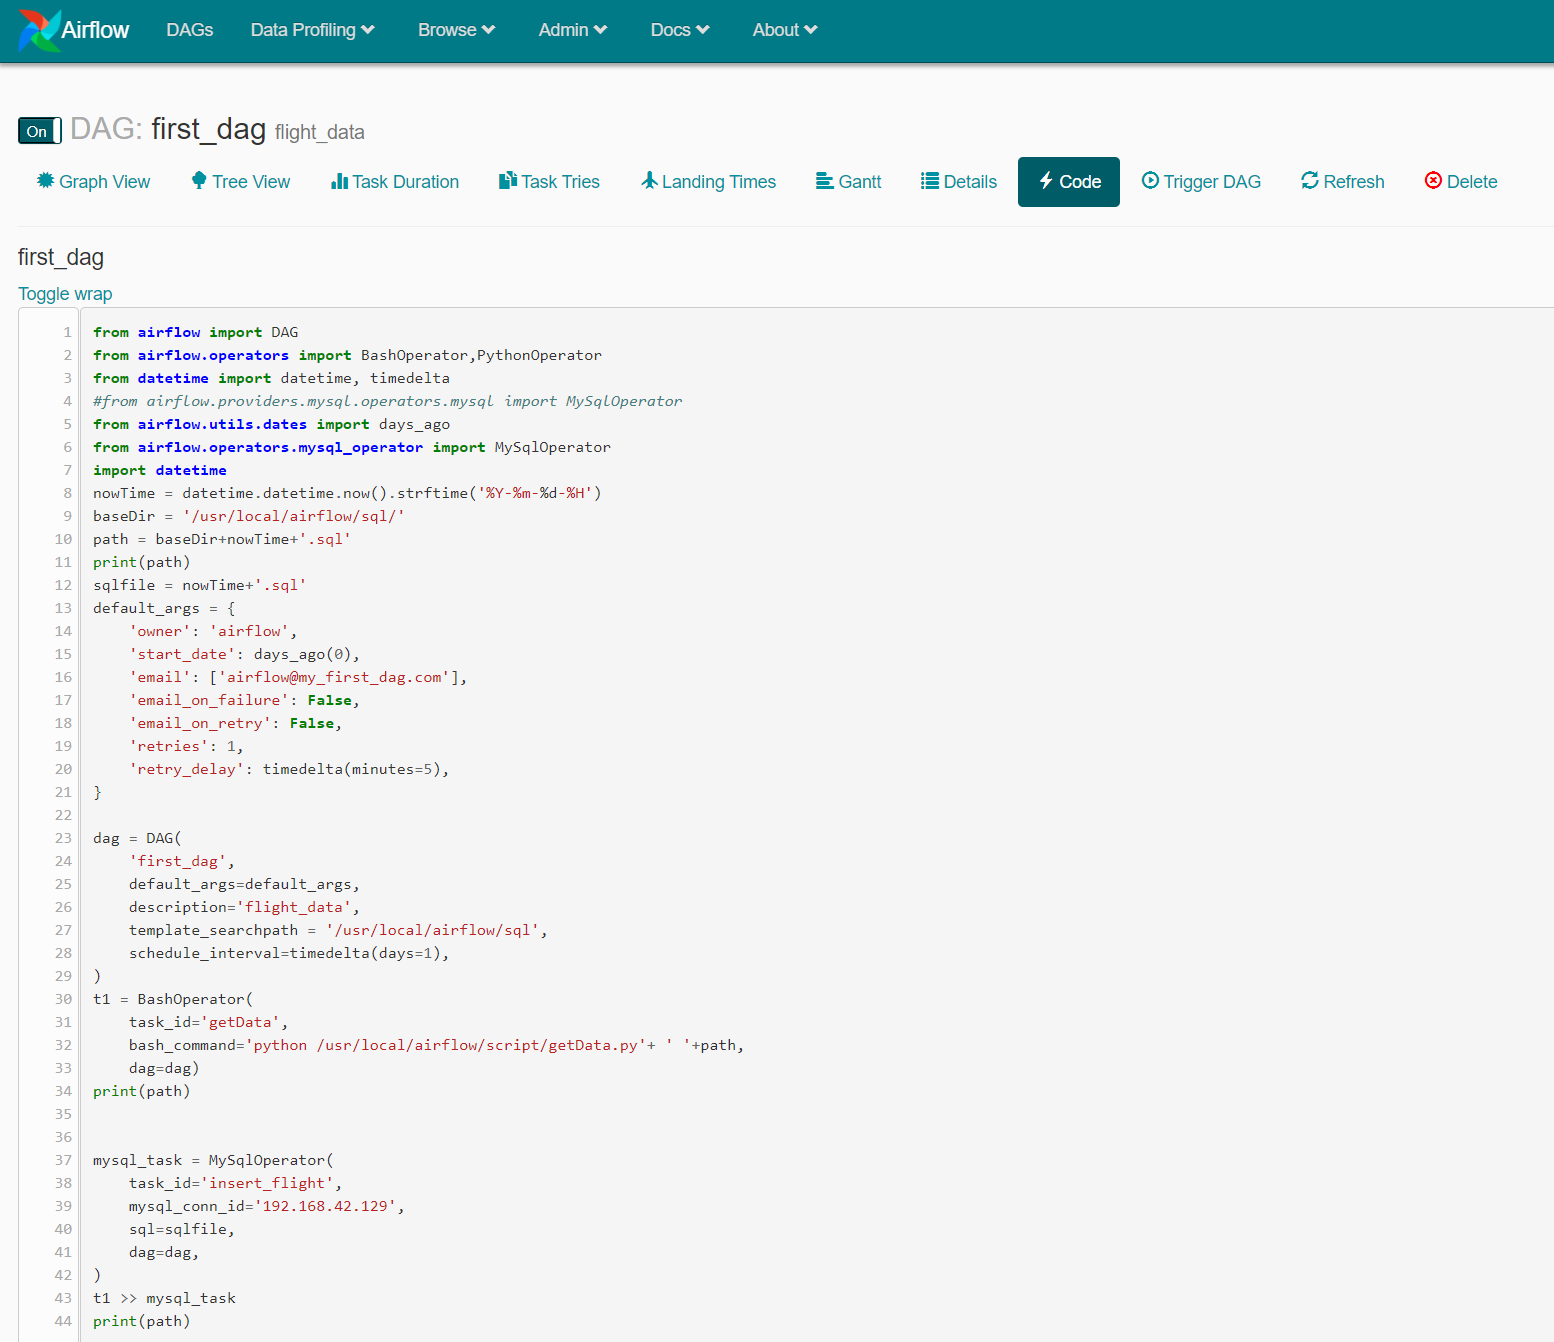 Airflow DAGs Data Profiling Browse Admin Docs About
On DAG: first_dag flight_data
Graph View Tree View Task Duration Task Tries Landing Times Gantt Details Code Trigger DAG Refresh Delete
first_dag
Toggle wrap
1 from airflow import DAG
2 from airflow.operators import BashOperator,PythonOperator
3 from datetime import datetime, timedelta
4 #from airflow.providers.mysql.operators.mysql import MySqlOperator
5 from airflow.utils.dates import days_ago
6 from airflow.operators.mysql_operator import MySqlOperator
7 import datetime
8 nowTime = datetime.datetime.now().strftime('%Y-%m-%d-%H')
9 baseDir = '/usr/local/airflow/sql/'
10 path = baseDir+nowTime+'.sql'
11 print(path)
12 sqlfile = nowTime+'.sql'
13 default_args = {
14     'owner': 'airflow',
15     'start_date': days_ago(0),
16     'email': ['airflow@my_first_dag.com'],
17     'email_on_failure': False,
18     'email_on_retry': False,
19     'retries': 1,
20     'retry_delay': timedelta(minutes=5),
21 }
22
23 dag = DAG(
24     'first_dag',
25     default_args=default_args,
26     description='flight_data',
27     template_searchpath = '/usr/local/airflow/sql',
28     schedule_interval=timedelta(days=1),
29 )
30 t1 = BashOperator(
31     task_id='getData',
32     bash_command='python /usr/local/airflow/script/getData.py'+ ' '+path,
33     dag=dag)
34 print(path)
35
36
37 mysql_task = MySqlOperator(
38     task_id='insert_flight',
39     mysql_conn_id='192.168.42.129',
40     sql=sqlfile,
41     dag=dag,
42 )
43 t1 >> mysql_task
44 print(path)